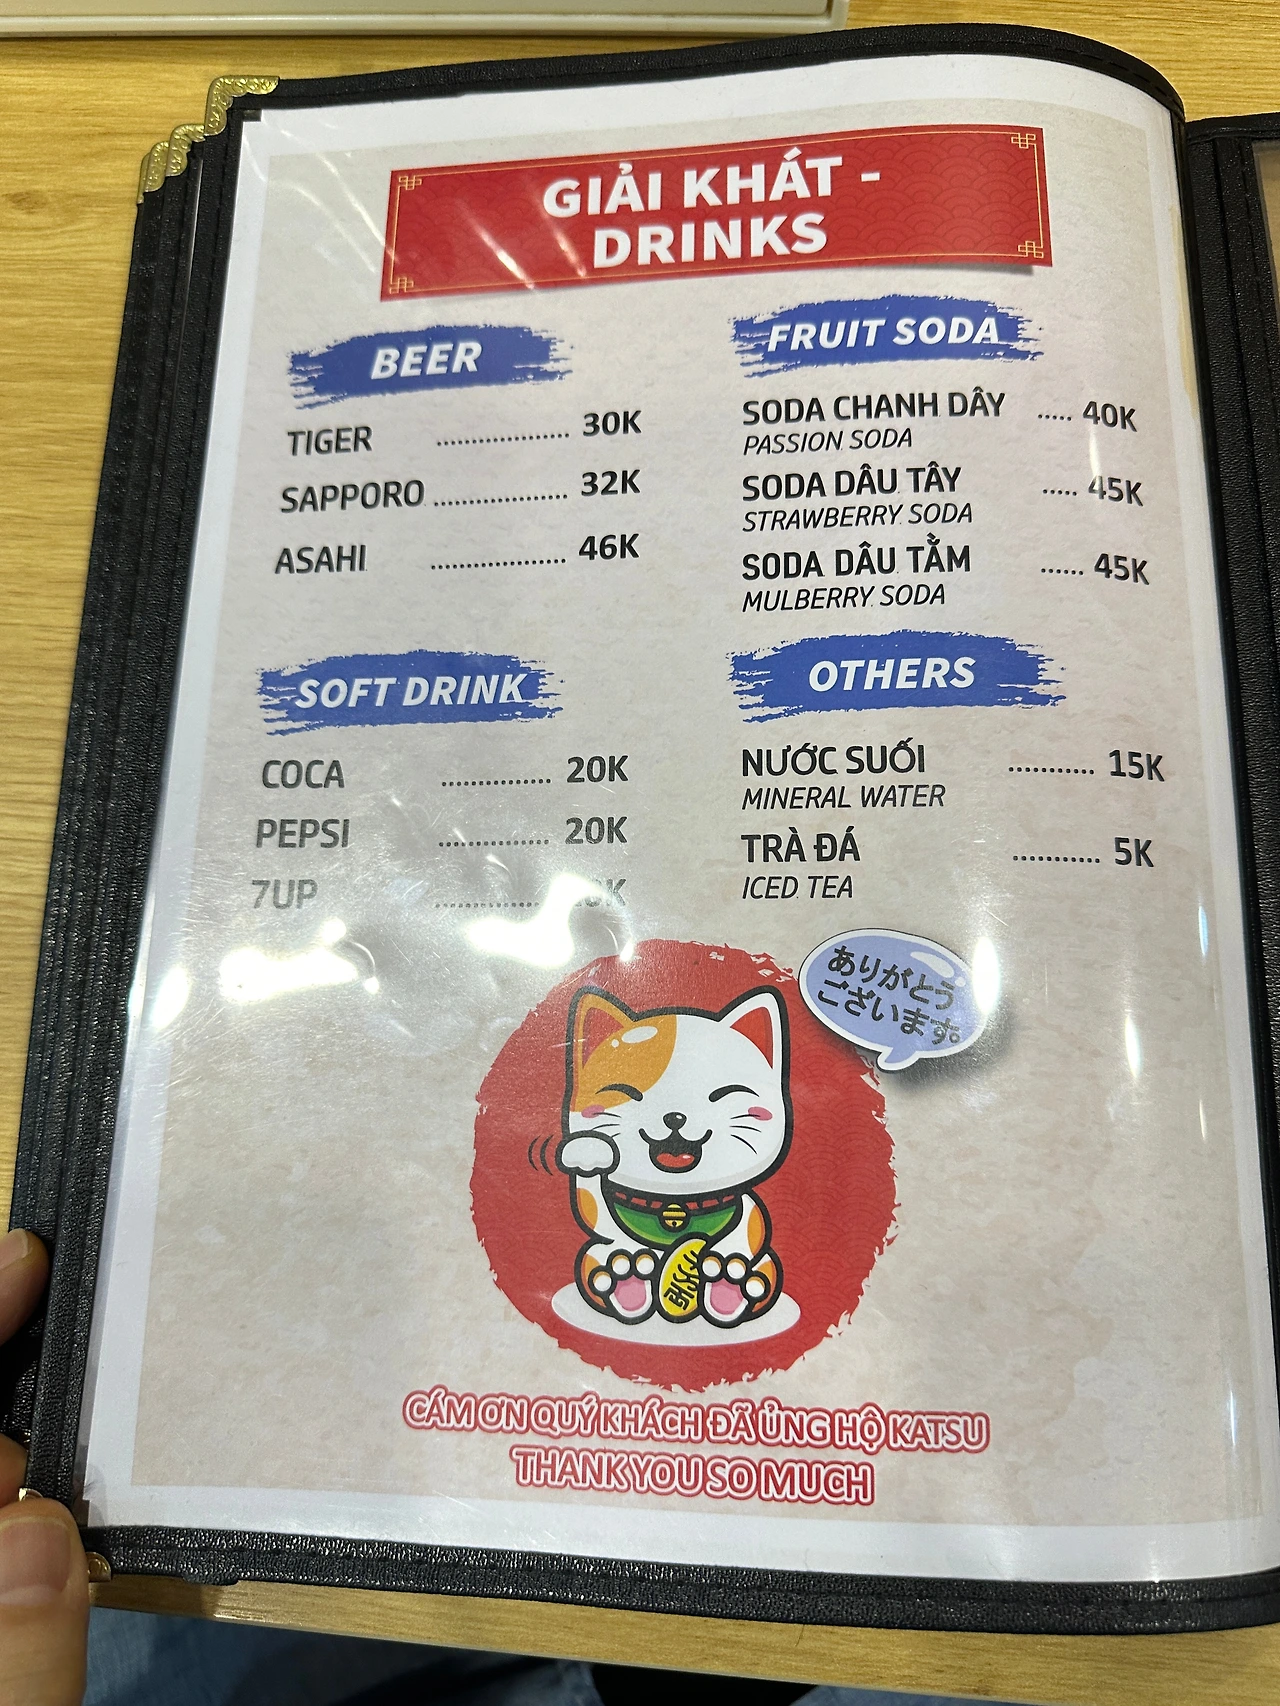 GIẢI KHÁT -
DRINKS
BEER
TIGER .................... 30K
SAPPORO .................... 32K
ASAHI .................... 46K
FRUIT SODA
SODA CHANH DÂY ..... 40K
PASSION SODA
SODA DÂU TÂY ..... 45K
STRAWBERRY SODA
SODA DÂU TẰM ...... 45K
MULBERRY SODA
SOFT DRINK
COCA ............... 20K
PEPSI ............... 20K
7UP ...............
OTHERS
NƯỚC SUỐI ........... 15K
MINERAL WATER
TRÀ ĐÁ ........... 5K
ICED TEA
ありがとう
ございます。
CÁM ƠN QUÝ KHÁCH ĐÃ ỦNG HỘ KATSU
THANK YOU SO MUCH